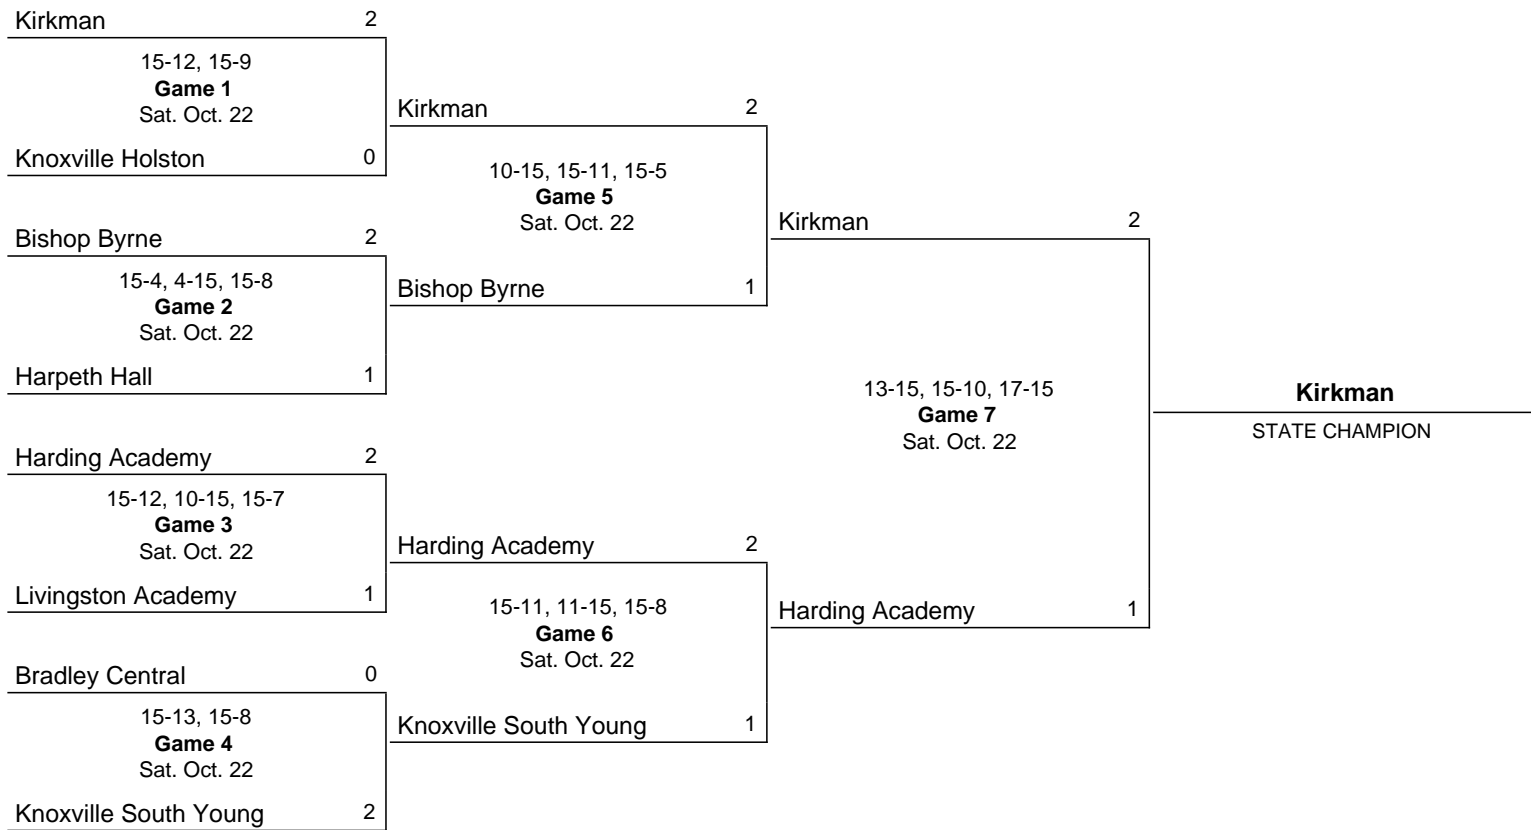 Kirkman 2
15-12, 15-9
Game 1
Sat. Oct. 22
Knoxville Holston 0
Bishop Byrne 2
15-4, 4-15, 15-8
Game 2
Sat. Oct. 22
Harpeth Hall 1
Harding Academy 2
15-12, 10-15, 15-7
Game 3
Sat. Oct. 22
Livingston Academy 1
Bradley Central 0
15-13, 15-8
Game 4
Sat. Oct. 22
Knoxville South Young 2
Kirkman 2
10-15, 15-11, 15-5
Game 5
Sat. Oct. 22
Bishop Byrne 1
Harding Academy 2
15-11, 11-15, 15-8
Game 6
Sat. Oct. 22
Knoxville South Young 1
Kirkman 2
13-15, 15-10, 17-15
Game 7
Sat. Oct. 22
Harding Academy 1
Kirkman
STATE CHAMPION